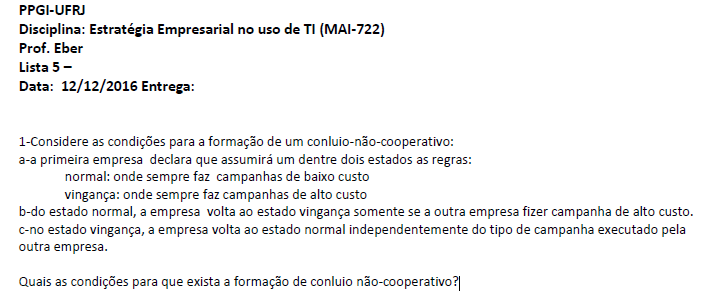 PPGI-UFRJ
Disciplina: Estratégia Empresarial no uso de TI (MAI-722)
Prof. Eber
Lista 5 –
Data:  12/12/2016 Entrega:
1-Considere as condições para a formação de um conluio-não-cooperativo:
a-a primeira empresa  declara que assumirá um dentre dois estados as regras:
normal: onde sempre faz  campanhas de baixo custo
vingança: onde sempre faz campanhas de alto custo
b-do estado normal, a empresa  volta ao estado vingança somente se a outra empresa fizer campanha de alto custo.
c-no estado vingança, a empresa volta ao estado normal independentemente do tipo de campanha executado pela
outra empresa.
Quais as condições para que exista a formação de conluio não-cooperativo?